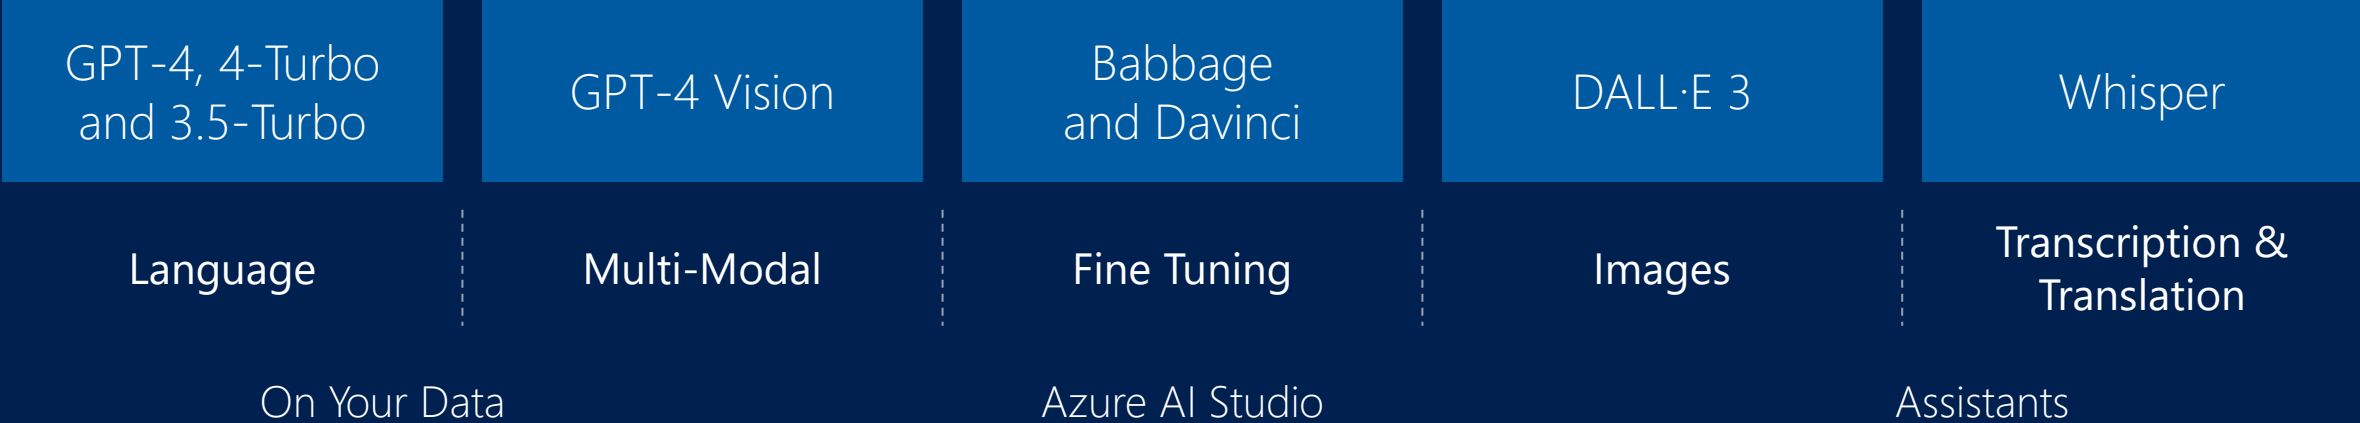 GPT-4, 4-Turbo
and 3.5-Turbo
GPT-4 Vision
Babbage
and Davinci
DALL·E 3
Whisper
Language
Multi-Modal
Fine Tuning
Images
Transcription &
Translation
On Your Data
Azure AI Studio
Assistants